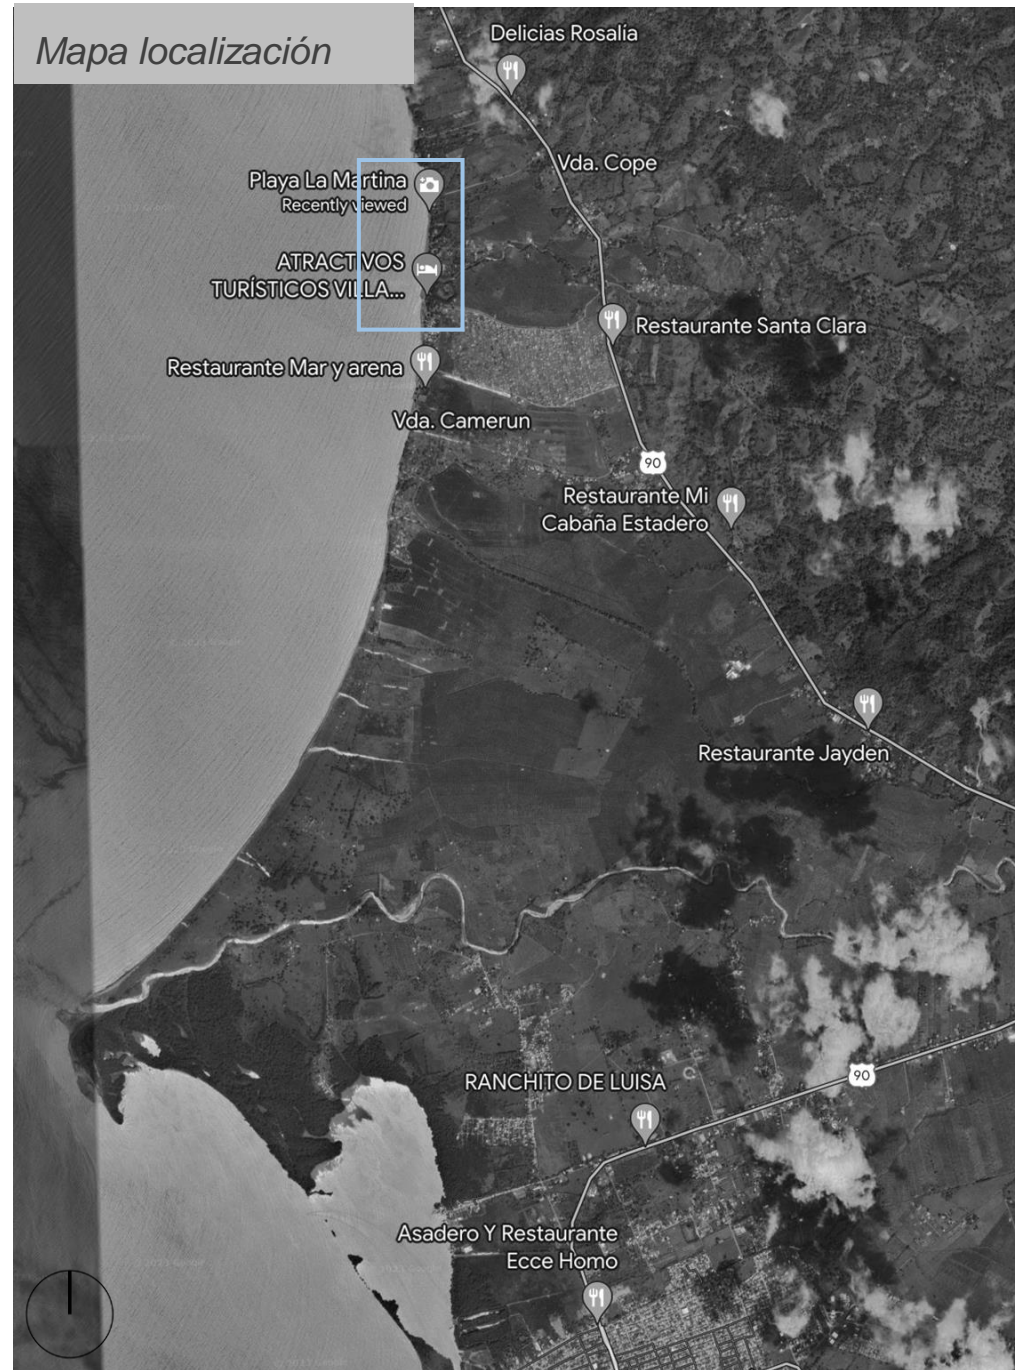 Mapa localización
Delicias Rosalía
Vda. Cope
Playa La Martina
Recently viewed
ATRACTIVOS
TURÍSTICOS VILLA...
Restaurante Santa Clara
Restaurante Mar y arena
Vda. Camerun
90
Restaurante Mi
Cabaña Estadero
Restaurante Jayden
90
RANCHITO DE LUISA
Asadero Y Restaurante
Ecce Homo